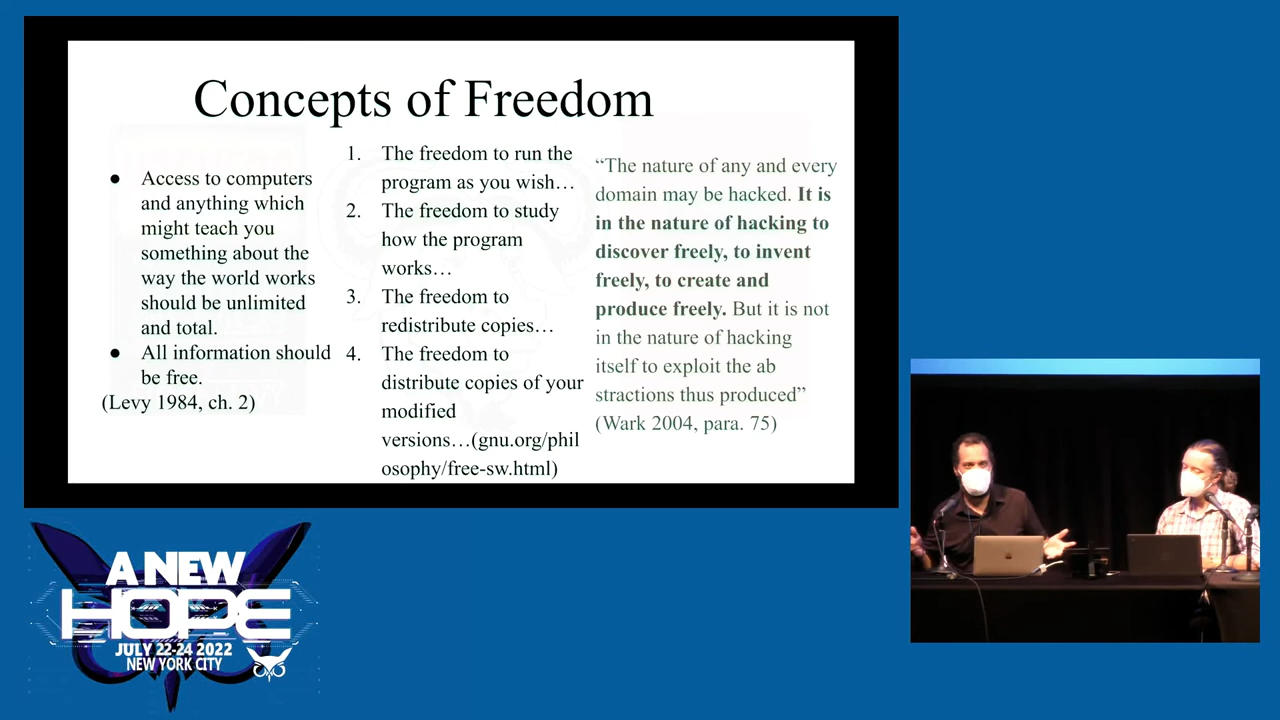 Concepts of Freedom
● Access to computers
and anything which
might teach you
something about the
way the world works
should be unlimited
and total.
● All information should
be free.
(Levy 1984, ch. 2)
1. The freedom to run the
program as you wish…
2. The freedom to study
how the program
works…
3. The freedom to
redistribute copies…
4. The freedom to
distribute copies of your
modified
versions…(gnu.org/phil
osophy/free-sw.html)
“The nature of any and every
domain may be hacked. It is
in the nature of hacking to
discover freely, to invent
freely, to create and
produce freely. But it is not
in the nature of hacking
itself to exploit the ab
stractions thus produced”
(Wark 2004, para. 75)
A NEW
HOPE
JULY 22-24 2022
NEW YORK CITY